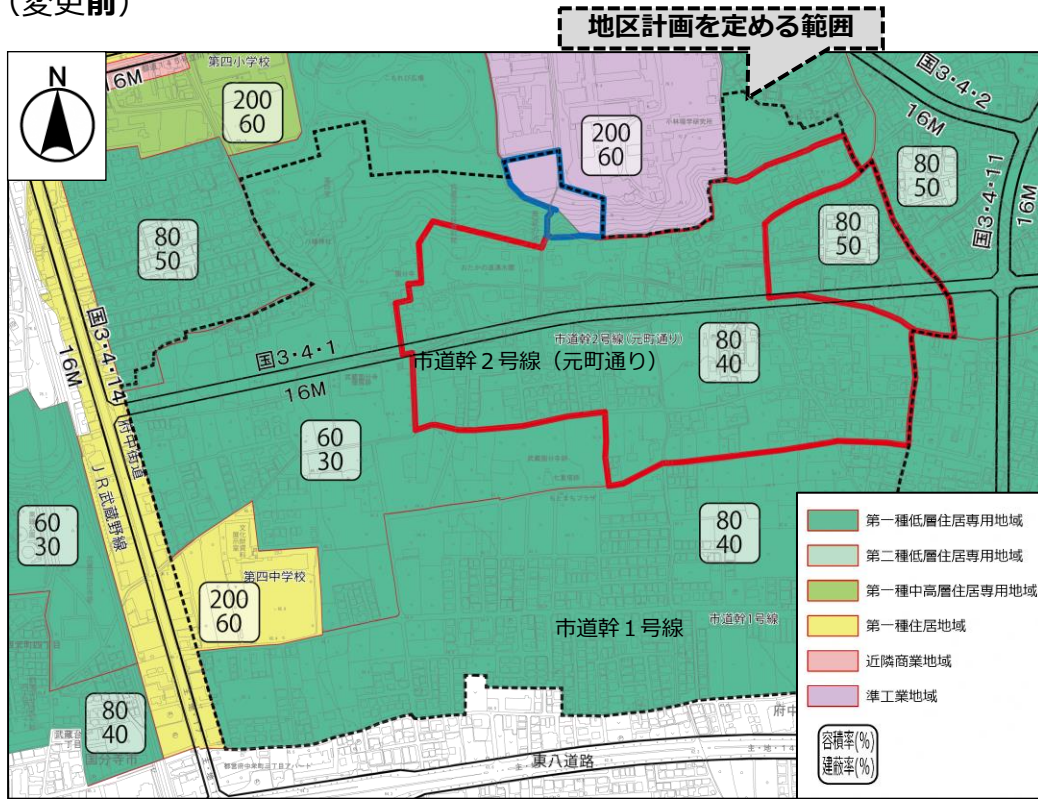 （変更前）
地区計画を定める範囲
N
16M
第四小学校
200
60
200
60
国3・4・2
16M
80
50
国3・4・11
16M
80
50
80
50
国3・4・14
16M
府中街道
ＪＲ武蔵野線
国3・4・1
16M
市道幹2号線(元町通り)
市道幹２号線（元町通り）
80
40
60
30
60
30
80
40
第四中学校
200
60
市道幹１号線
市道幹1号線
80
40
国分寺市
府中
東八道路
第一種低層住居専用地域
第二種低層住居専用地域
第一種中高層住居専用地域
第一種住居地域
近隣商業地域
準工業地域
容積率(%)
建蔽率(%)